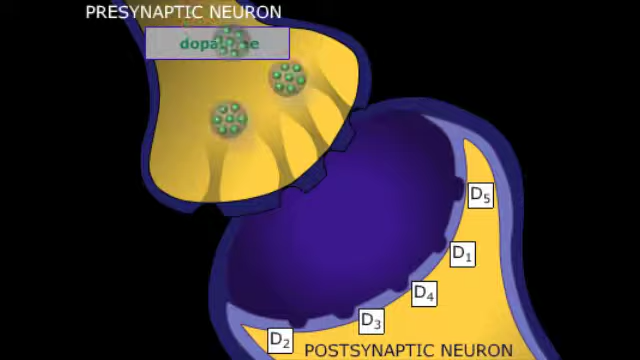 PRESYNAPTIC NEURON
D5
D1
D4
D3
D2
POSTSYNAPTIC NEURON